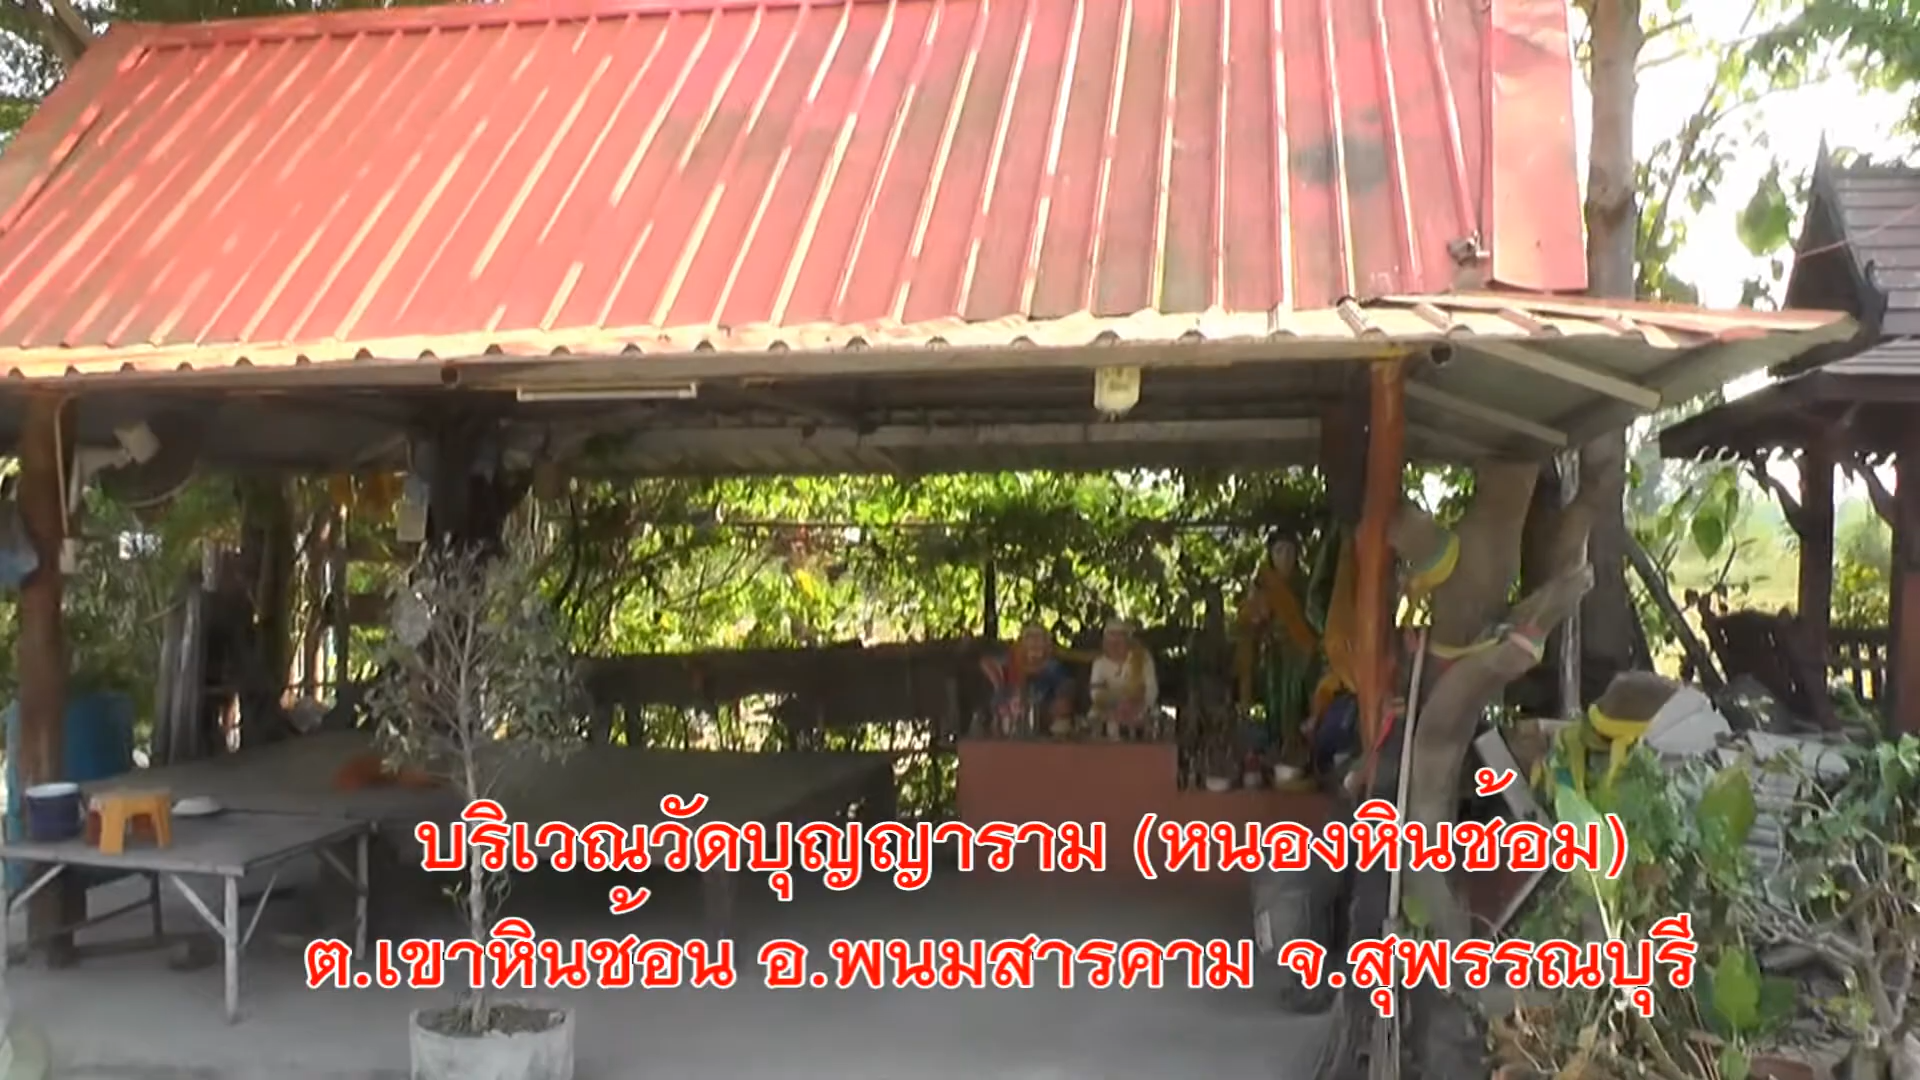 บริเวณวัดบุญญาราม (หนองหินช้อม)
ต.เขาหินช้อน อ.พนมสารคาม จ.สุพรรณบุรี